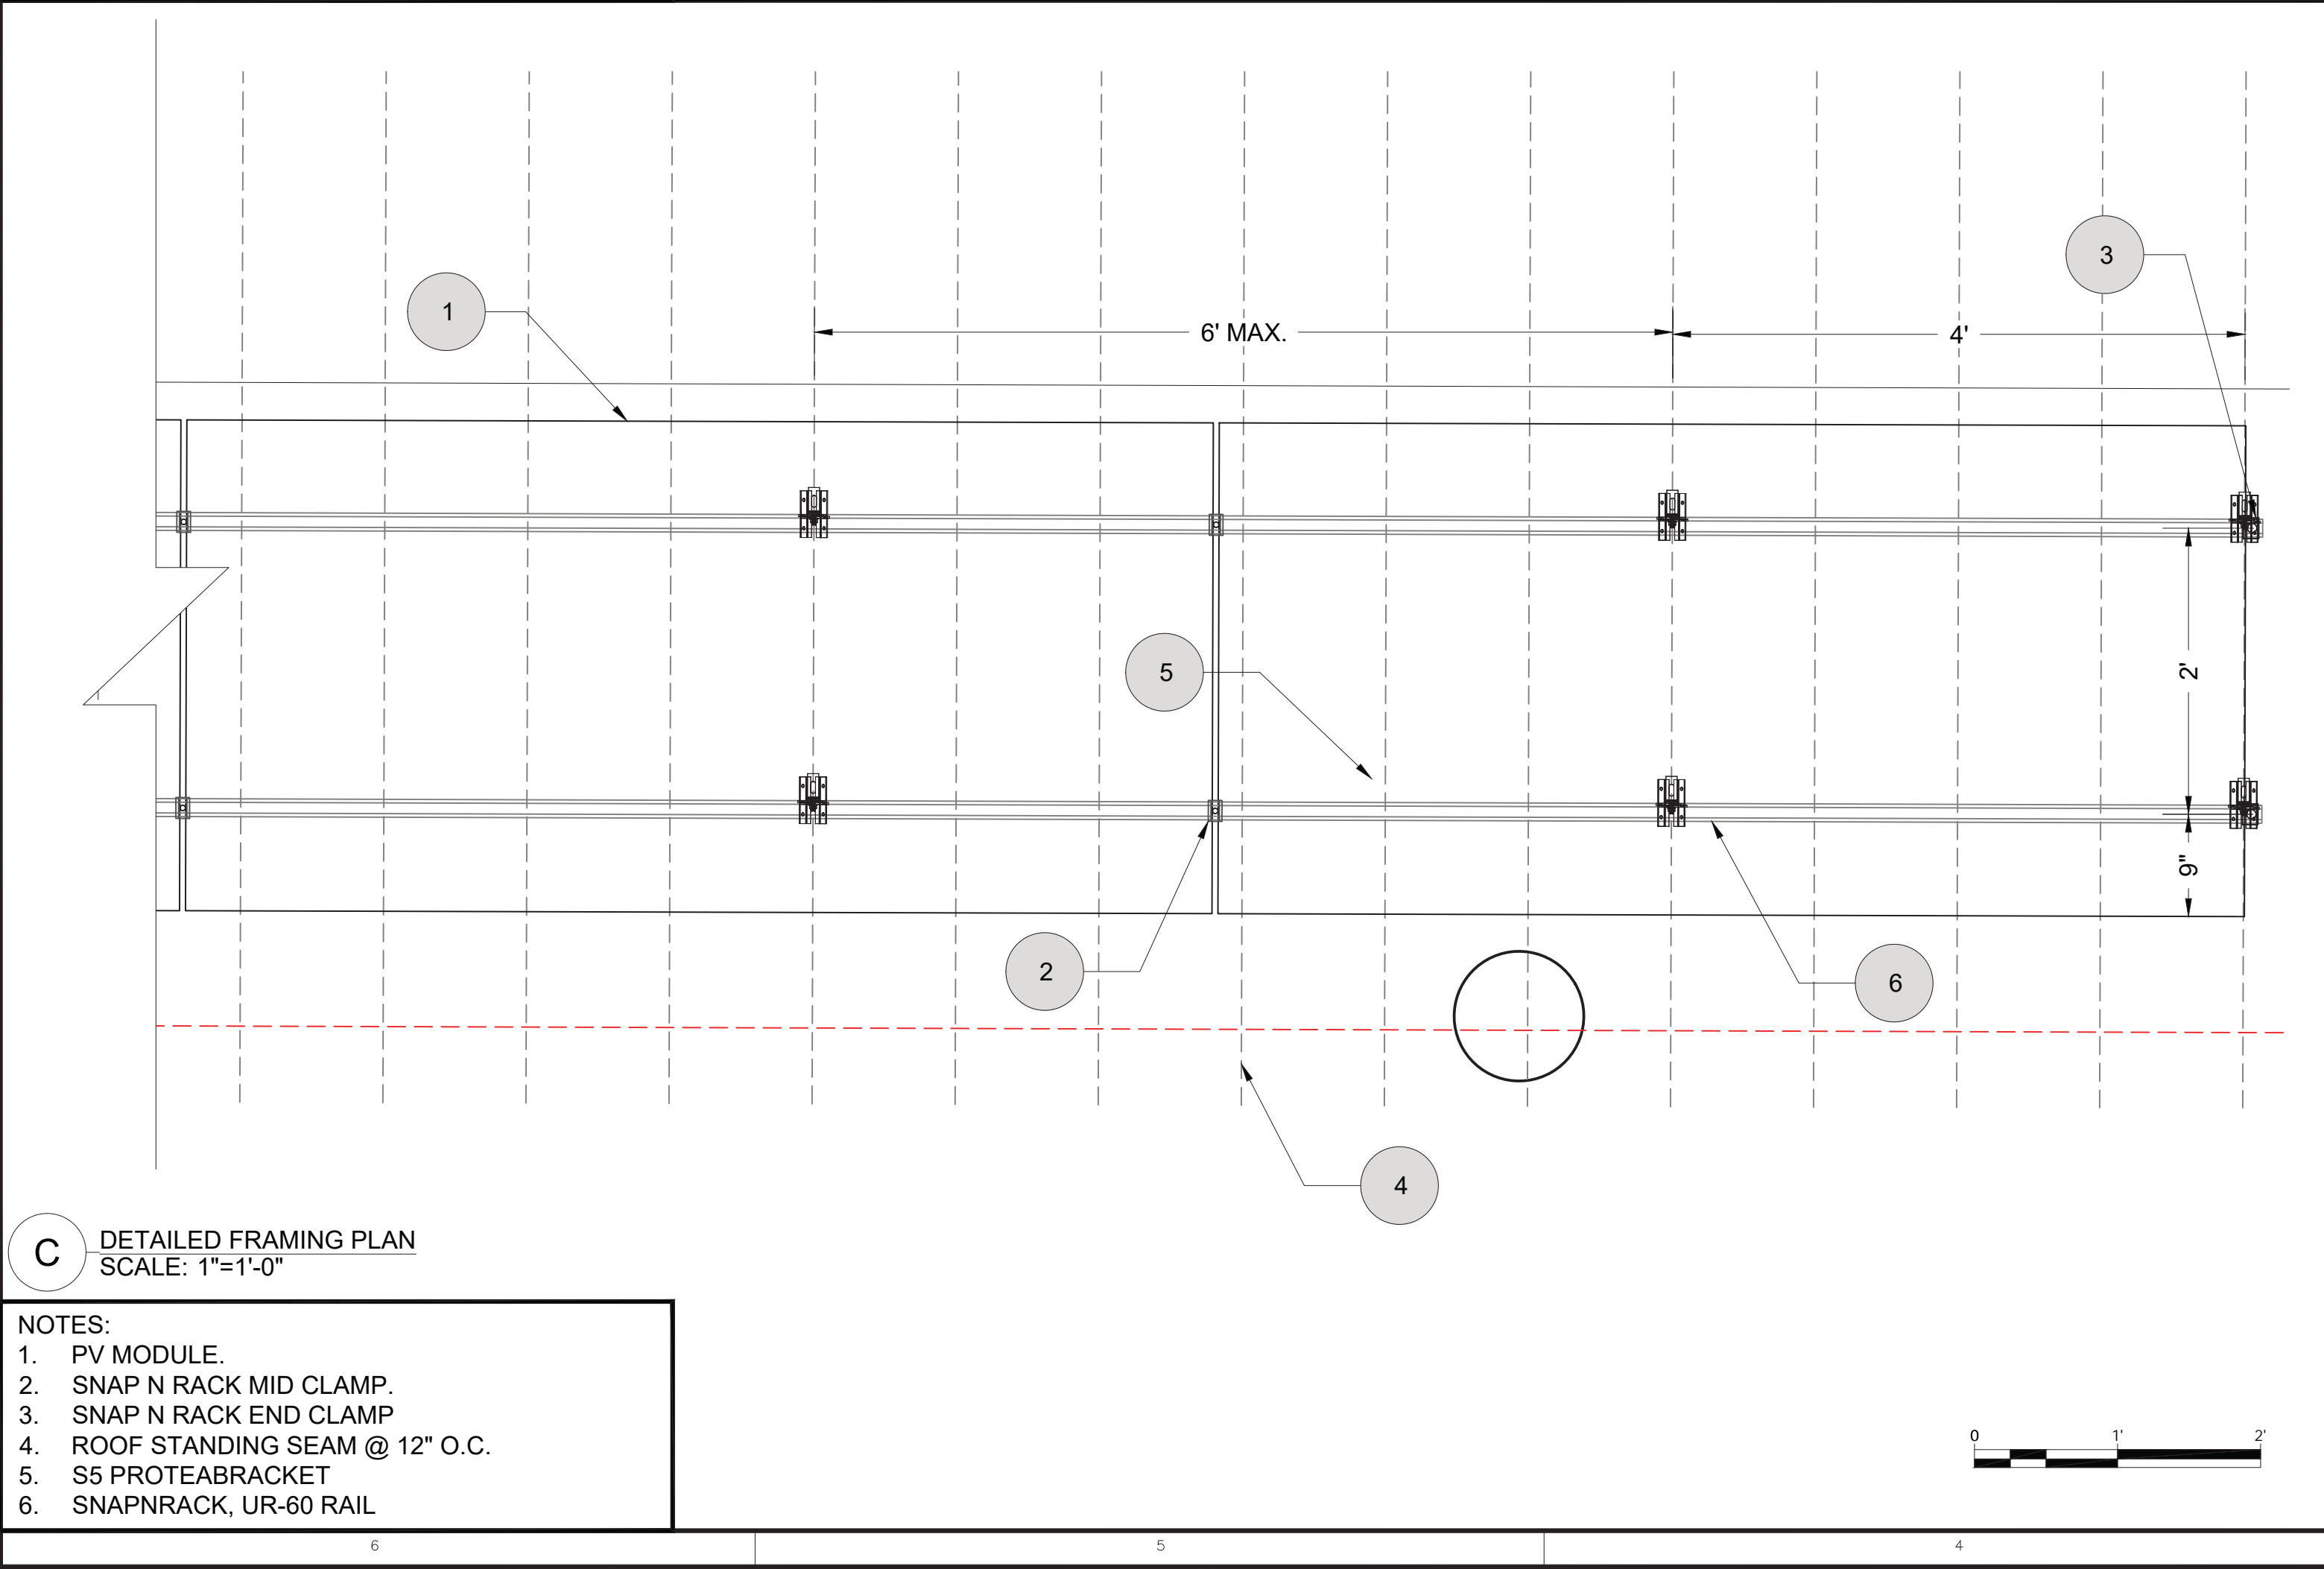 3
1
6' MAX.
4'
5
2'
9"
2
6
4
C
DETAILED FRAMING PLAN
SCALE: 1"=1'-0"
NOTES:
1. PV MODULE.
2. SNAP N RACK MID CLAMP.
3. SNAP N RACK END CLAMP
4. ROOF STANDING SEAM @ 12" O.C.
5. S5 PROTEABRACKET
6. SNAPNRACK, UR-60 RAIL
0 1' 2'
6 5 4